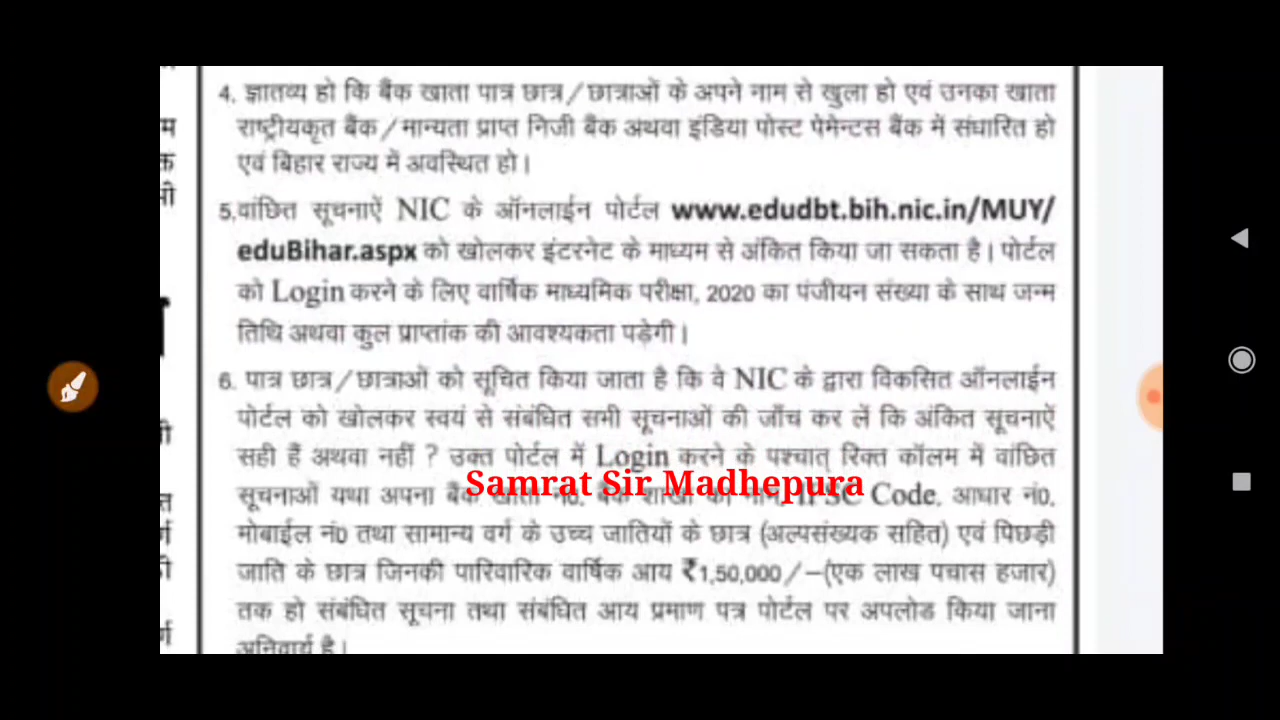 4. ज्ञातव्य हो कि बैंक खाता पात्र छात्र/छात्राओं के अपने नाम से खुला हो एवं उनका खाता
राष्ट्रीयकृत बैंक/मान्यता प्राप्त निजी बैंक अथवा इंडिया पोस्ट पेमेन्टस बैंक में संधारित हो
एवं बिहार राज्य में अवस्थित हो।
5.वांछित सूचनाऐं NIC के ऑनलाईन पोर्टल www.edudbt.bih.nic.in/MUY/
eduBihar.aspx को खोलकर इंटरनेट के माध्यम से अंकित किया जा सकता है। पोर्टल
को Login करने के लिए वार्षिक माध्यमिक परीक्षा, 2020 का पंजीयन संख्या के साथ जन्म
तिथि अथवा कुल प्राप्तांक की आवश्यकता पड़ेगी।
6. पात्र छात्र/छात्राओं को सूचित किया जाता है कि वे NIC के द्वारा विकसित ऑनलाईन
पोर्टल को खोलकर स्वयं से संबंधित सभी सूचनाओं की जाँच कर लें कि अंकित सूचनाऐं
सही हैं अथवा नहीं ? उक्त पोर्टल में Login करने के पश्चात् रिक्त कॉलम में वांछित
Samrat Sir Madhepura
सूचनाओं यथा अपना बैंक खाता नं0, बैंक शाखा का नाम, IFSC Code, आधार नं0,
मोबाईल नं0 तथा सामान्य वर्ग के उच्च जातियों के छात्र (अल्पसंख्यक सहित) एवं पिछड़ी
जाति के छात्र जिनकी पारिवारिक वार्षिक आय ₹1,50,000/–(एक लाख पचास हजार)
तक हो संबंधित सूचना तथा संबंधित आय प्रमाण पत्र पोर्टल पर अपलोड किया जाना
अनिवार्य है।